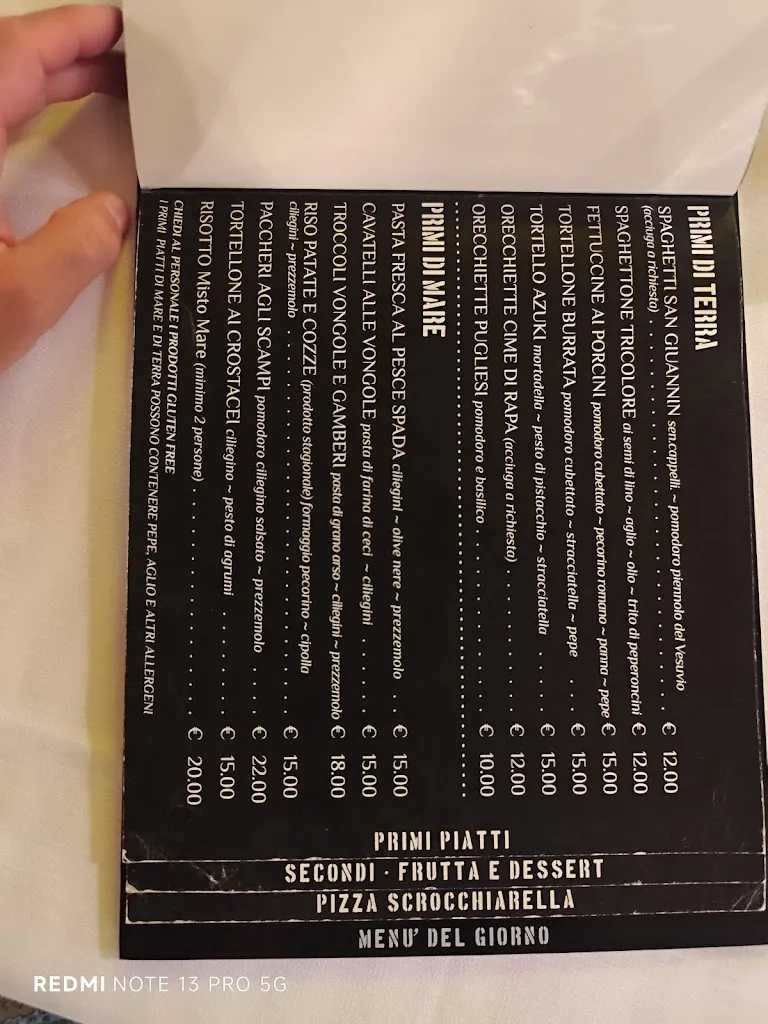 PRIMI DI TERRA
SPAGHETTI SAN GIUANNIN sen.cappelli. ~ pomodoro piennolo del Vesuvio
(acciuga a richiesta) . . . . . . . . . . . . . . . . . . . . . € 12.00
SPAGHETTONE TRICOLORE ai semi di lino ~ aglio ~ olio ~ trito di peperoncini € 12.00
FETTUCCINE AI PORCINI pomodoro cubettato ~ pecorino romano ~ panna ~ pepe € 15.00
TORTELLONE BURRATA pomodoro cubettato ~ stracciatella ~ pepe . . . € 15.00
TORTELLO AZUKI mortadella ~ pesto di pistacchio ~ stracciatella . . . . € 15.00
ORECCHIETTE CIME DI RAPA (acciuga a richiesto) . . . . . . . . . € 12.00
ORECCHIETTE PUGLIESI pomodoro e basilico . . . . . . . . . . . € 10.00
PRIMI DI MARE
PASTA FRESCA AL PESCE SPADA ciliegini ~ olive nere ~ prezzemolo . . € 15.00
CAVATELLI ALLE VONGOLE pasta di farina di ceci ~ ciliegini . . . . . € 15.00
TROCCOLI VONGOLE E GAMBERI pasta di grano arso ~ ciliegini ~ prezzemolo € 18.00
RISO PATATE E COZZE (prodotto stagionale) formaggio pecorino ~ cipolla
ciliegini ~ prezzemolo . . . . . . . . . . . . . . . . . . . . . € 15.00
PACCHERI AGLI SCAMPI pomodoro ciliegino salsato ~ prezzemolo . . . . € 22.00
TORTELLONE AI CROSTACEI ciliegino ~ pesto di agrumi . . . . . . . € 15.00
RISOTTO Misto Mare (minimo 2 persone) . . . . . . . . . . . . . € 20.00
CHIEDI AL PERSONALE I PRODOTTI GLUTEN FREE
I PRIMI PIATTI DI MARE E DI TERRA POSSONO CONTENERE PEPE, AGLIO E ALTRI ALLERGENI
PRIMI PIATTI
SECONDI · FRUTTA E DESSERT
PIZZA SCROCCHIARELLA
MENU' DEL GIORNO
REDMI NOTE 13 PRO 5G